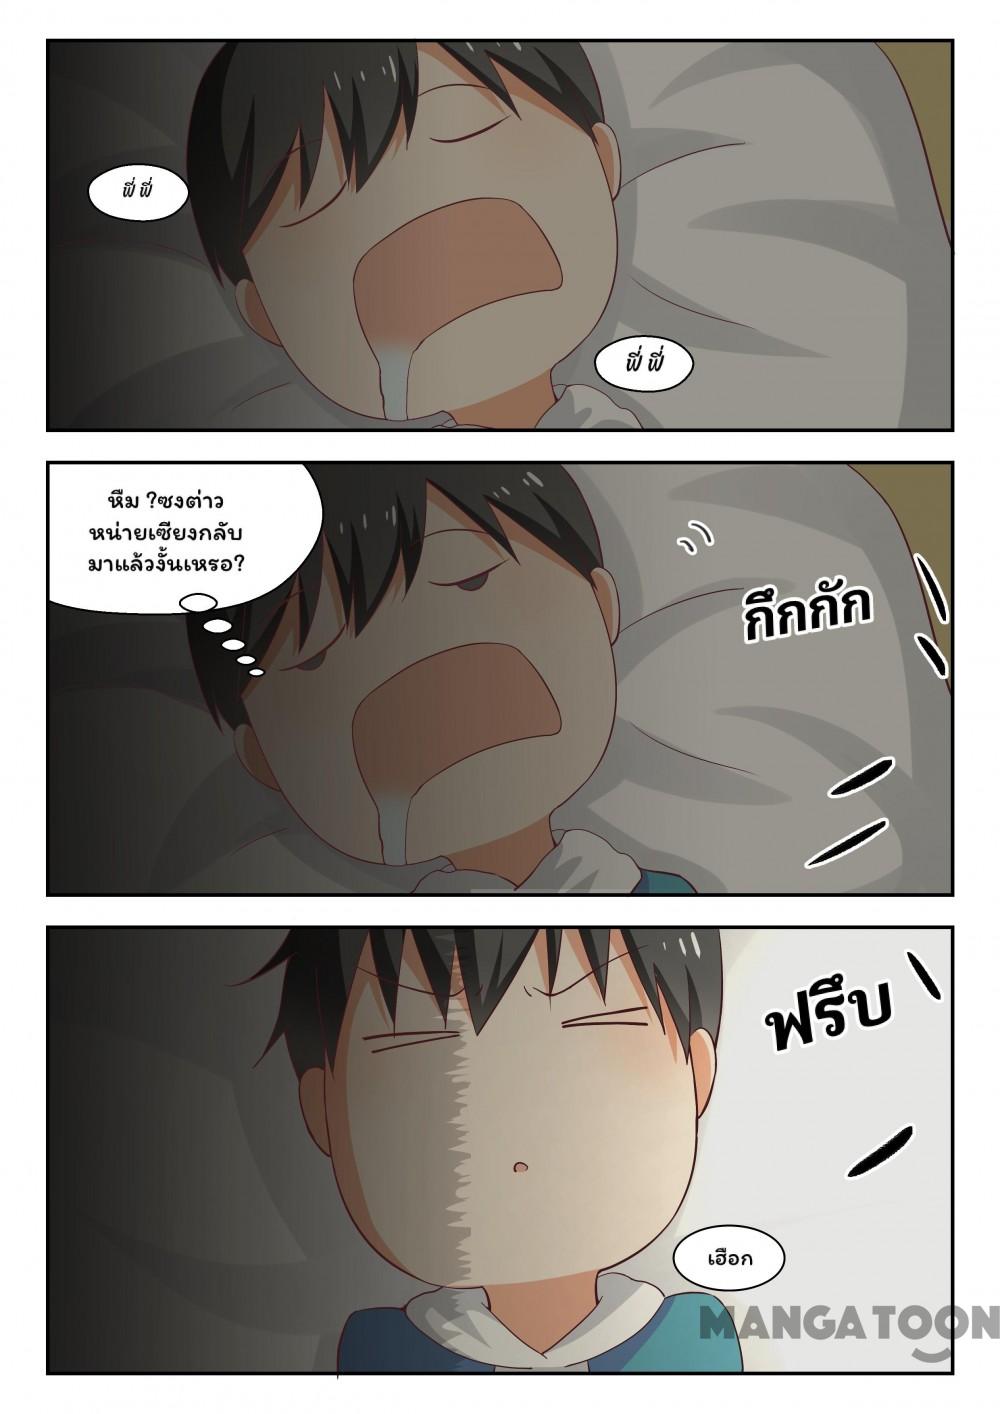 ฟี่ ฟี่
ฟี่ ฟี่
หืม ?ซงต่าว
หน่ายเซียงกลับ
มาแล้วงั้นเหรอ?
กึกกัก
ฟรึบ
เฮือก
MANGATOON